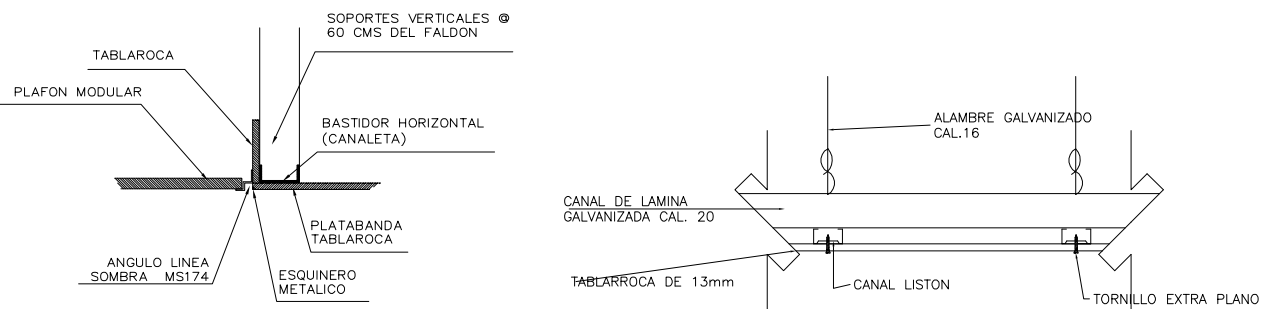 SOPORTES VERTICALES @
60 CMS DEL FALDON
TABLAROCA
PLAFON MODULAR
BASTIDOR HORIZONTAL
(CANALETA)
PLATABANDA
TABLAROCA
ANGULO LINEA
SOMBRA MS174
ESQUINERO
METALICO
ALAMBRE GALVANIZADO
CAL.16
CANAL DE LAMINA
GALVANIZADA CAL. 20
TABLARROCA DE 13mm
CANAL LISTON
TORNILLO EXTRA PLANO